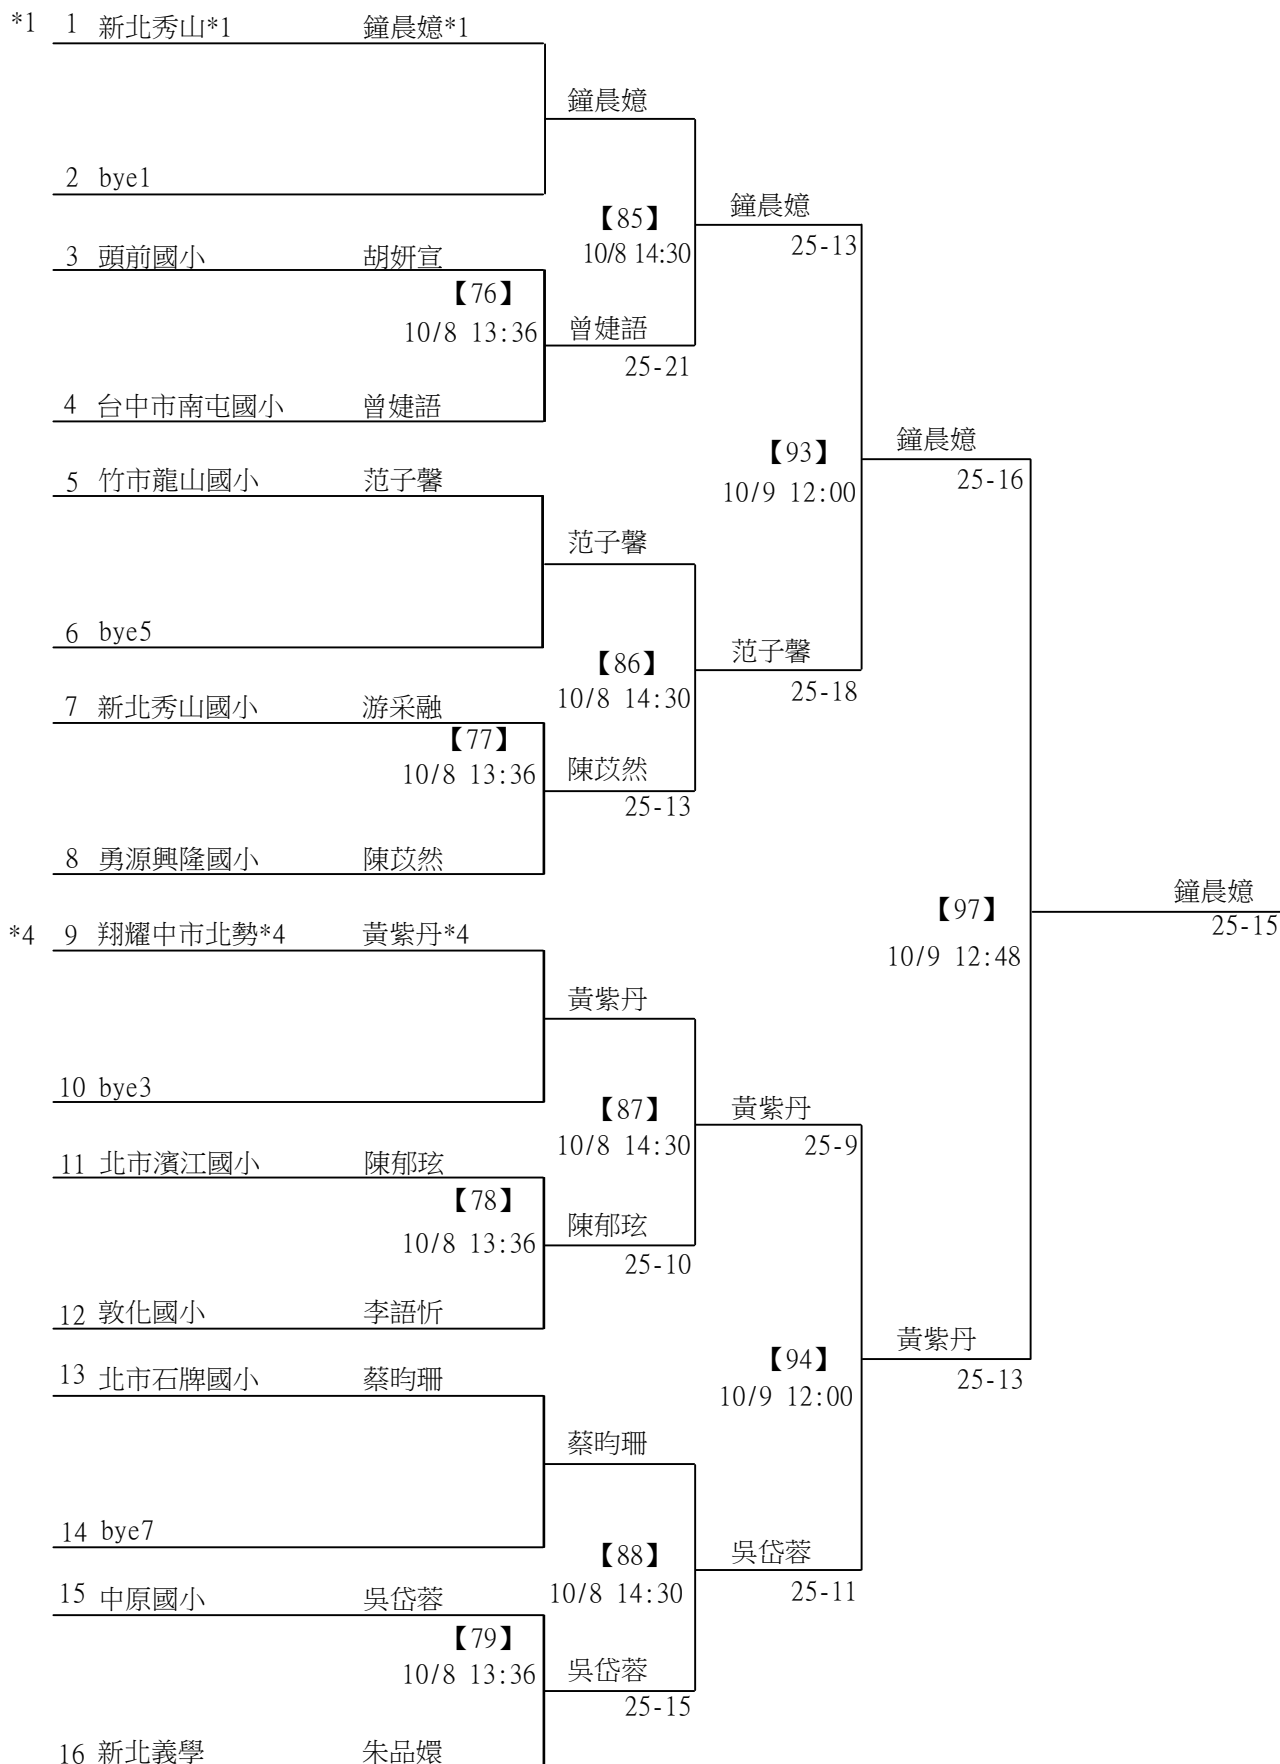 *1 1 新北秀山*1 鐘晨嬑*1
鐘晨嬑
2 bye1
【85】
10/8 14:30
鐘晨嬑
25-13
3 頭前國小 胡妍宣
【76】
10/8 13:36
曾婕語
25-21
4 台中市南屯國小 曾婕語
【93】
10/9 12:00
鐘晨嬑
25-16
5 竹市龍山國小 范子馨
范子馨
6 bye5
【86】
10/8 14:30
范子馨
25-18
7 新北秀山國小 游采融
【77】
10/8 13:36
陳苡然
25-13
8 勇源興隆國小 陳苡然
【97】
10/9 12:48
鐘晨嬑
25-15
*4 9 翔耀中市北勢*4 黃紫丹*4
黃紫丹
10 bye3
【87】
10/8 14:30
黃紫丹
25-9
11 北市濱江國小 陳郁玹
【78】
10/8 13:36
陳郁玹
25-10
12 敦化國小 李語忻
【94】
10/9 12:00
黃紫丹
25-13
13 北市石牌國小 蔡昀珊
蔡昀珊
14 bye7
【88】
10/8 14:30
吳岱蓉
25-11
15 中原國小 吳岱蓉
【79】
10/8 13:36
吳岱蓉
25-15
16 新北義學 朱品嬛